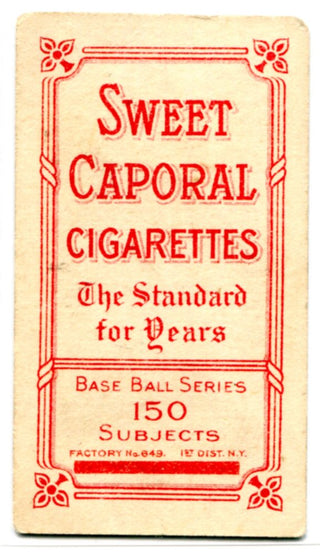 SWEET
CAPORAL
CIGARETTES
The Standard
for Years
BASE BALL SERIES
150
SUBJECTS
FACTORY No. 649. 1ST DIST. N.Y.